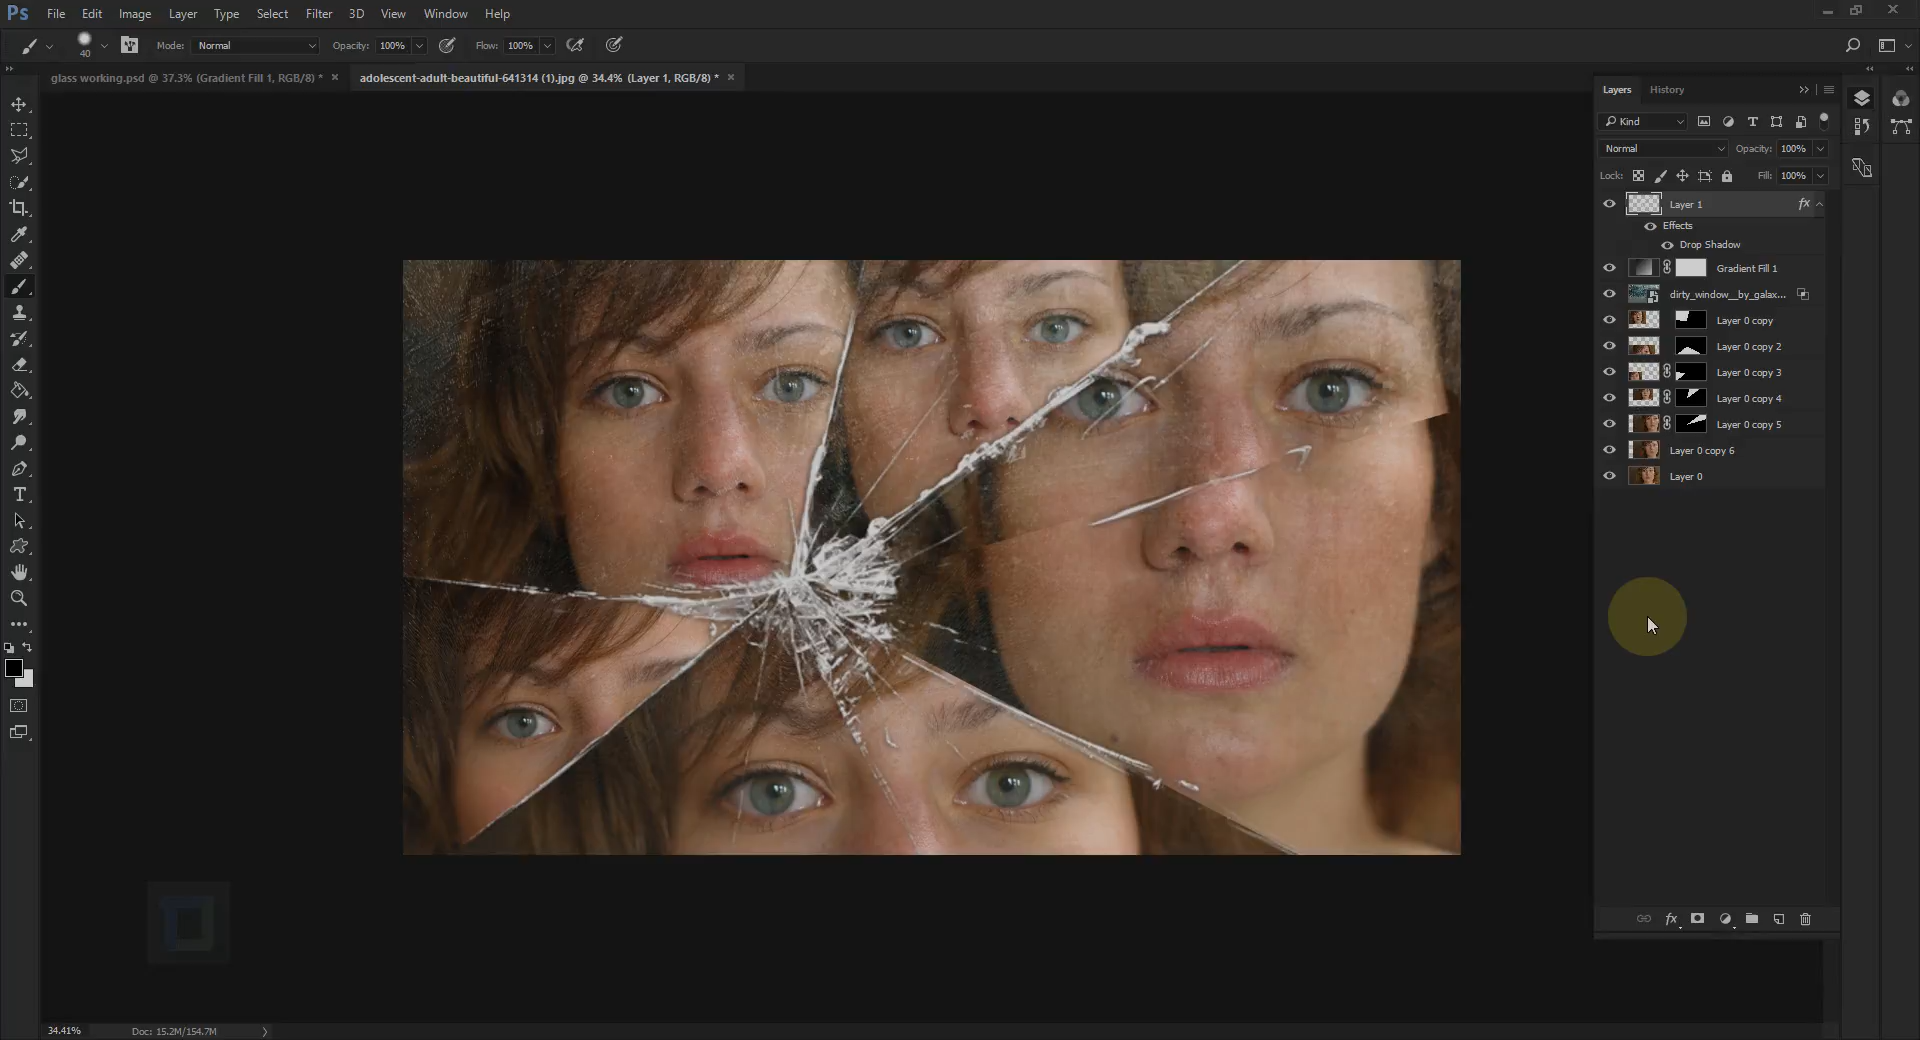 Ps File Edit Image Layer Type Select Filter 3D View Window Help
40 Mode: Normal Opacity: 100% Flow: 100%
glass working.psd @ 37.3% (Gradient Fill 1, RGB/8) * × adolescent-adult-beautiful-641314 (1).jpg @ 34.4% (Layer 1, RGB/8) * ×
Layers History
Kind
Normal Opacity: 100%
Lock: Fill: 100%
Layer 1 fx
Effects
Drop Shadow
Gradient Fill 1
dirty_window__by_galax...
Layer 0 copy
Layer 0 copy 2
Layer 0 copy 3
Layer 0 copy 4
Layer 0 copy 5
Layer 0 copy 6
Layer 0
fx
34.41% Doc: 15.2M/154.7M